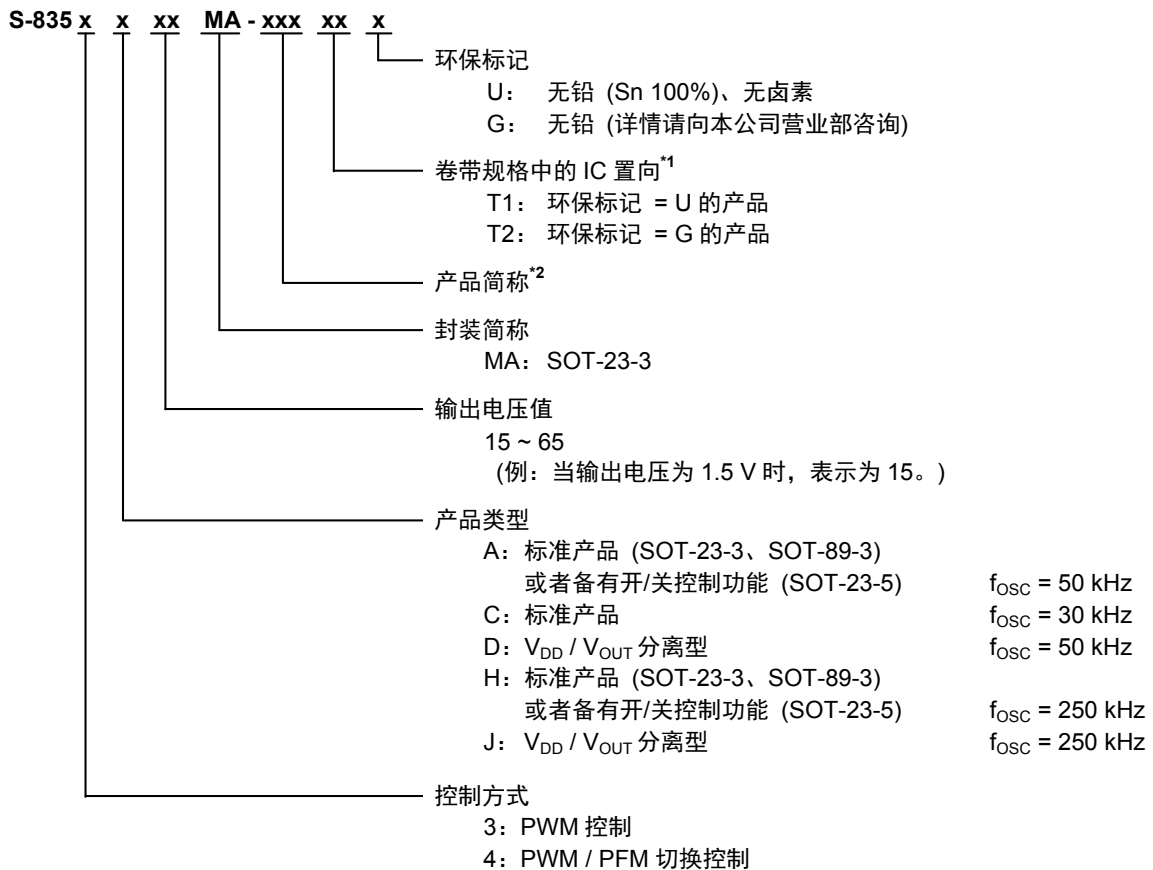 S-835 x x xx MA - xxx xx x
环保标记
U： 无铅 (Sn 100%)、无卤素
G： 无铅 (详情请向本公司营业部咨询)
卷带规格中的 IC 置向*1
T1： 环保标记 = U 的产品
T2： 环保标记 = G 的产品
产品简称*2
封装简称
MA：SOT-23-3
输出电压值
15 ~ 65
(例：当输出电压为 1.5 V 时，表示为 15。)
产品类型
A：标准产品 (SOT-23-3、SOT-89-3)
或者备有开/关控制功能 (SOT-23-5) fOSC = 50 kHz
C：标准产品 fOSC = 30 kHz
D：VDD / VOUT 分离型 fOSC = 50 kHz
H：标准产品 (SOT-23-3、SOT-89-3)
或者备有开/关控制功能 (SOT-23-5) fOSC = 250 kHz
J：VDD / VOUT 分离型 fOSC = 250 kHz
控制方式
3：PWM 控制
4：PWM / PFM 切换控制